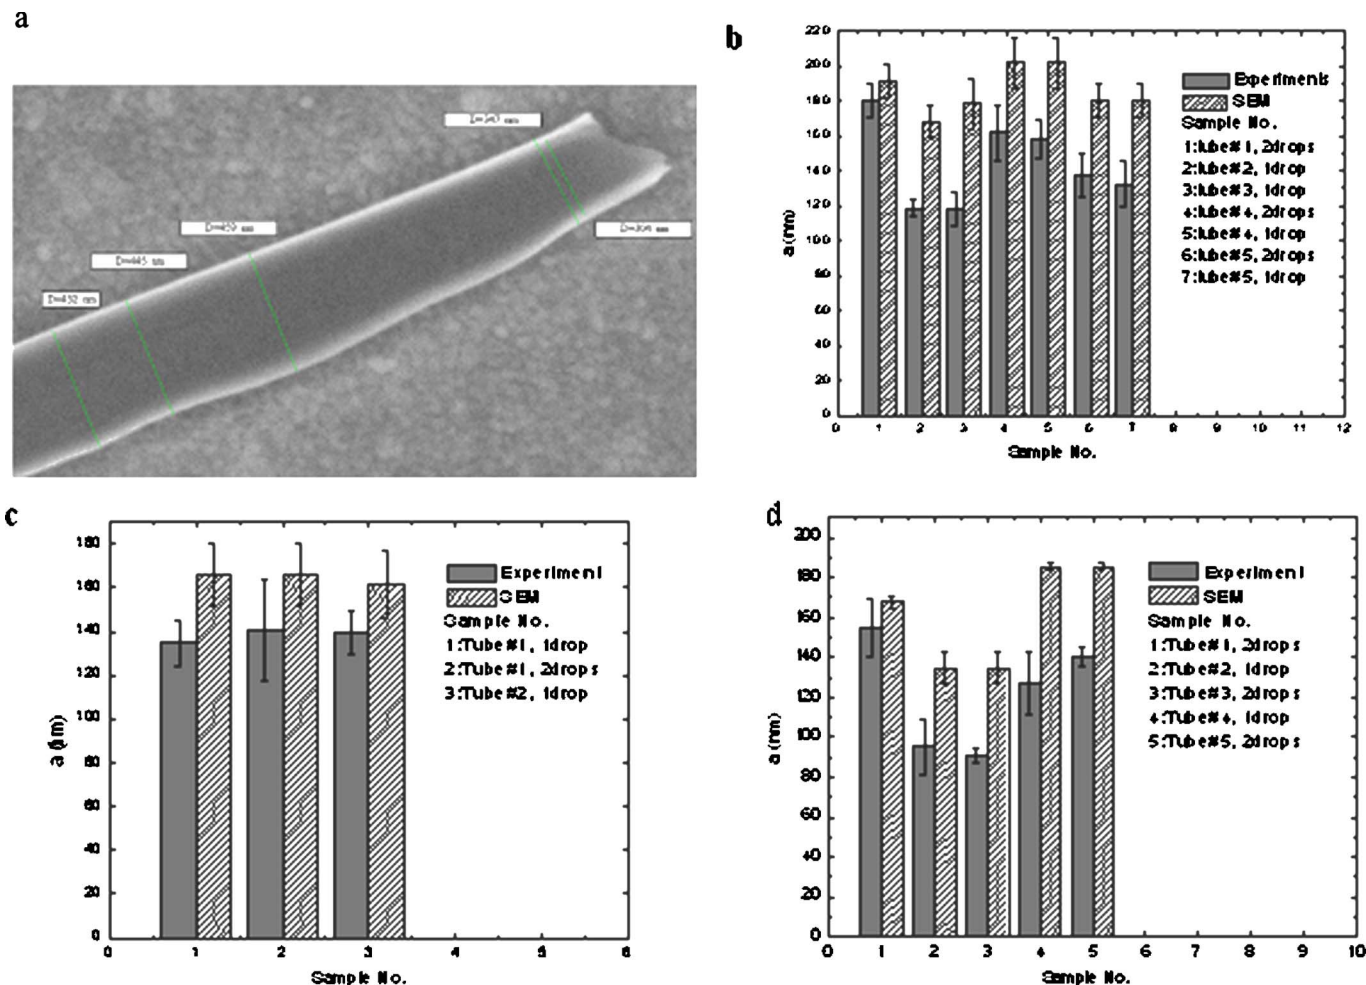 a
D=452 nm
D=445 nm
D=459 nm
b
220
200
180
160
140
120
100
80
60
40
20
0
a (nm)
0 1 2 3 4 5 6 7 8 9 10 11 12
Sample No.
Experiments
SEM
Sample No.
1:tube#1, 2drops
2:tube#2, 1drop
3:tube#3, 1drop
4:tube#4, 2drops
5:tube#4, 1drop
6:tube#5, 2drops
7:tube#5, 1drop
c
180
160
140
120
100
80
60
40
20
0
0 1 2 3 4 5 6
Sample No.
Experiment
SEM
Sample No.
1:Tube#1, 1drop
2:Tube#1, 2drops
3:Tube#2, 1drop
d
200
180
160
140
120
100
80
60
40
20
0
a (nm)
0 1 2 3 4 5 6 7 8 9 10
Sample No.
Experiment
SEM
Sample No.
1:Tube#1, 2drops
2:Tube#2, 1drop
3:Tube#3, 2drops
4:Tube#4, 1drop
5:Tube#5, 2drops